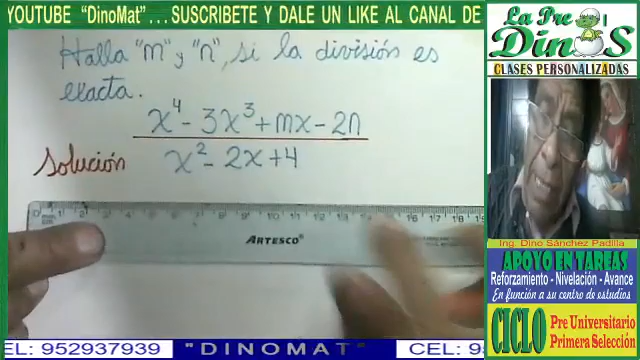 YOUTUBE "DinoMat"...SUSCRIBETE Y DALE UN LIKE AL CANAL DE
La Pre
Dinos
CLASES PERSONALIZADAS
Halla "m" y "n", si la división es
exacta.
x⁴ - 3x³ + mx - 2n
Solución
x² - 2x + 4
ARTESCO
Ing. Dino Sánchez Padilla
APOYO EN TAREAS
Reforzamiento - Nivelación - Avance
En función a su centro de estudios
CICLO
Pre Universitario
Primera Selección
EL: 952937939 "DINOMAT" CEL: 9